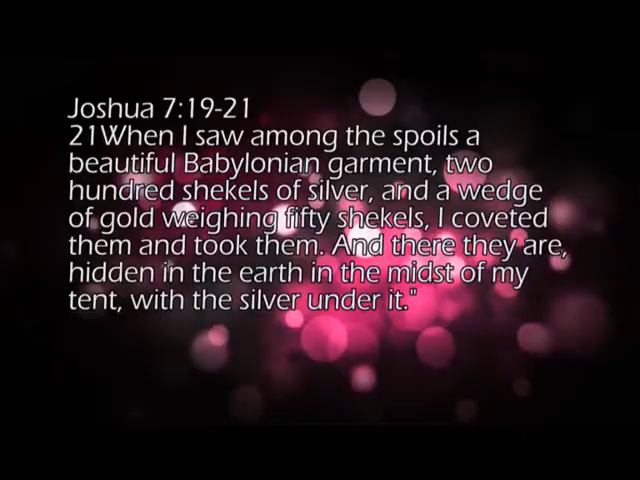 Joshua 7:19-21
21When I saw among the spoils a
beautiful Babylonian garment, two
hundred shekels of silver, and a wedge
of gold weighing fifty shekels, I coveted
them and took them. And there they are,
hidden in the earth in the midst of my
tent, with the silver under it."